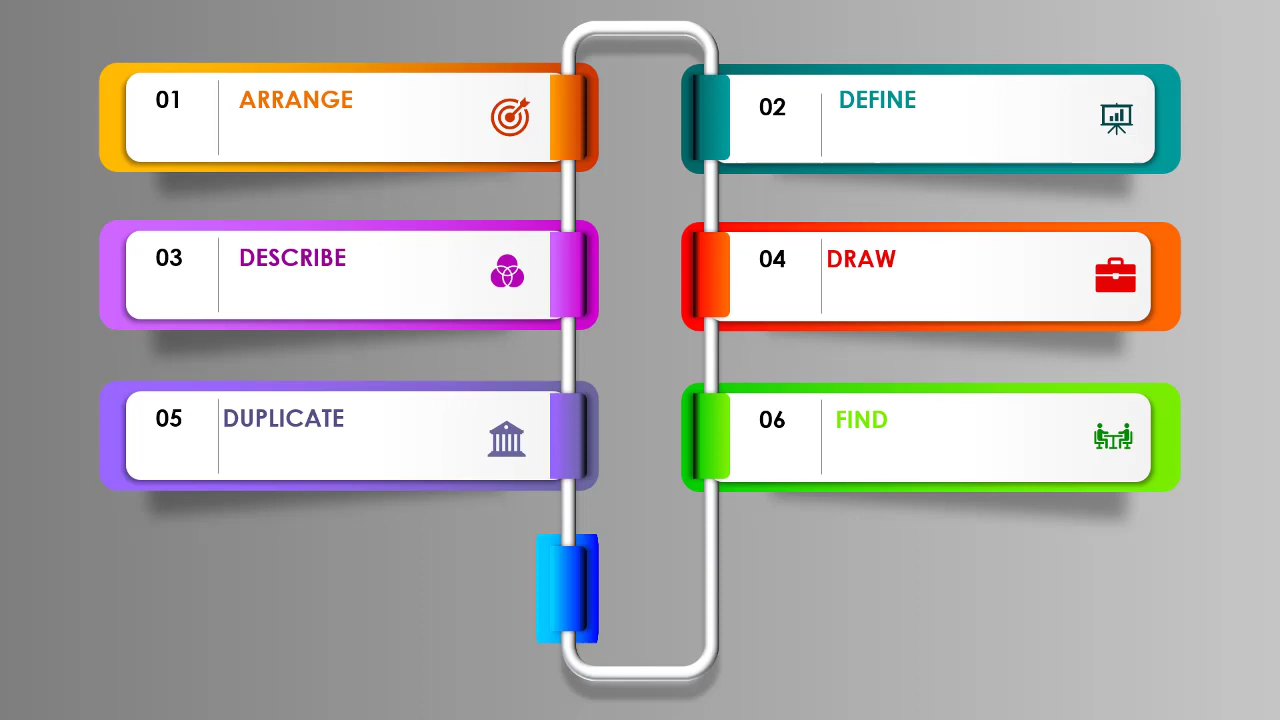 01 ARRANGE
02 DEFINE
03 DESCRIBE
04 DRAW
05 DUPLICATE
06 FIND